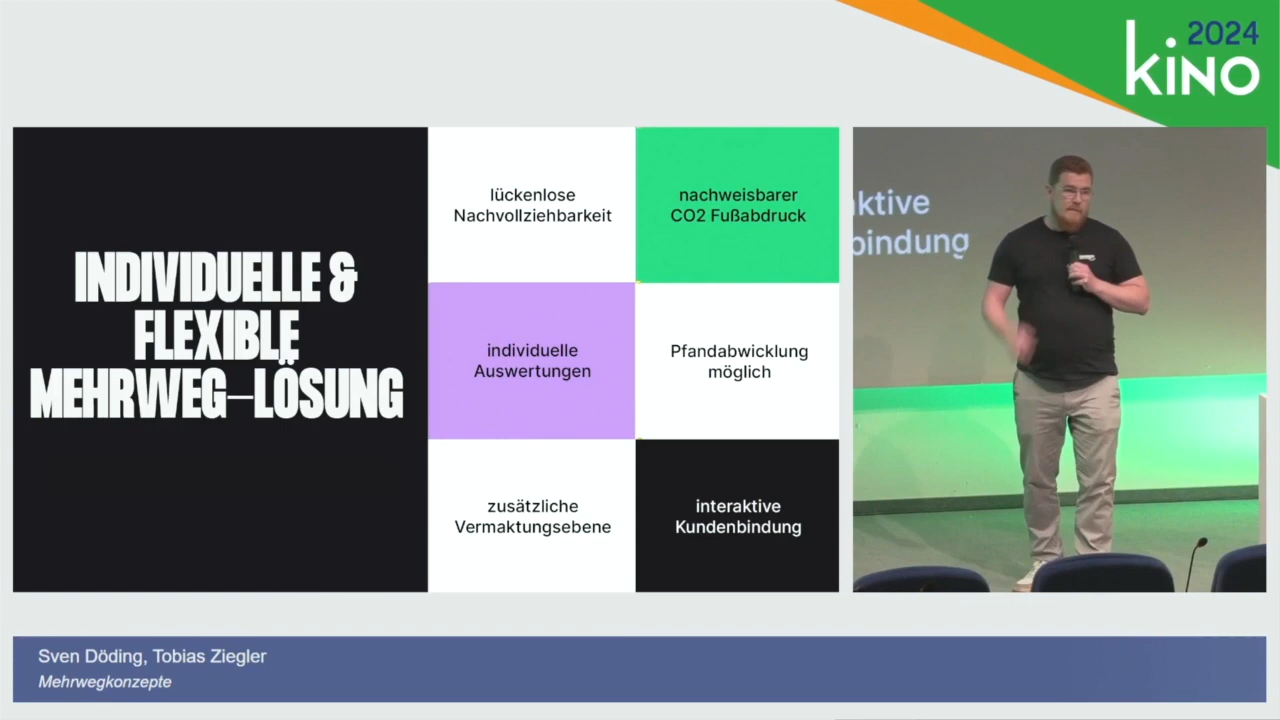 2024
kiNO
INDIVIDUELLE &
FLEXIBLE
MEHRWEG–LÖSUNG
lückenlose
Nachvollziehbarkeit
nachweisbarer
CO2 Fußabdruck
individuelle
Auswertungen
Pfandabwicklung
möglich
zusätzliche
Vermaktungsebene
interaktive
Kundenbindung
aktive
bindung
Sven Döding, Tobias Ziegler
Mehrwegkonzepte